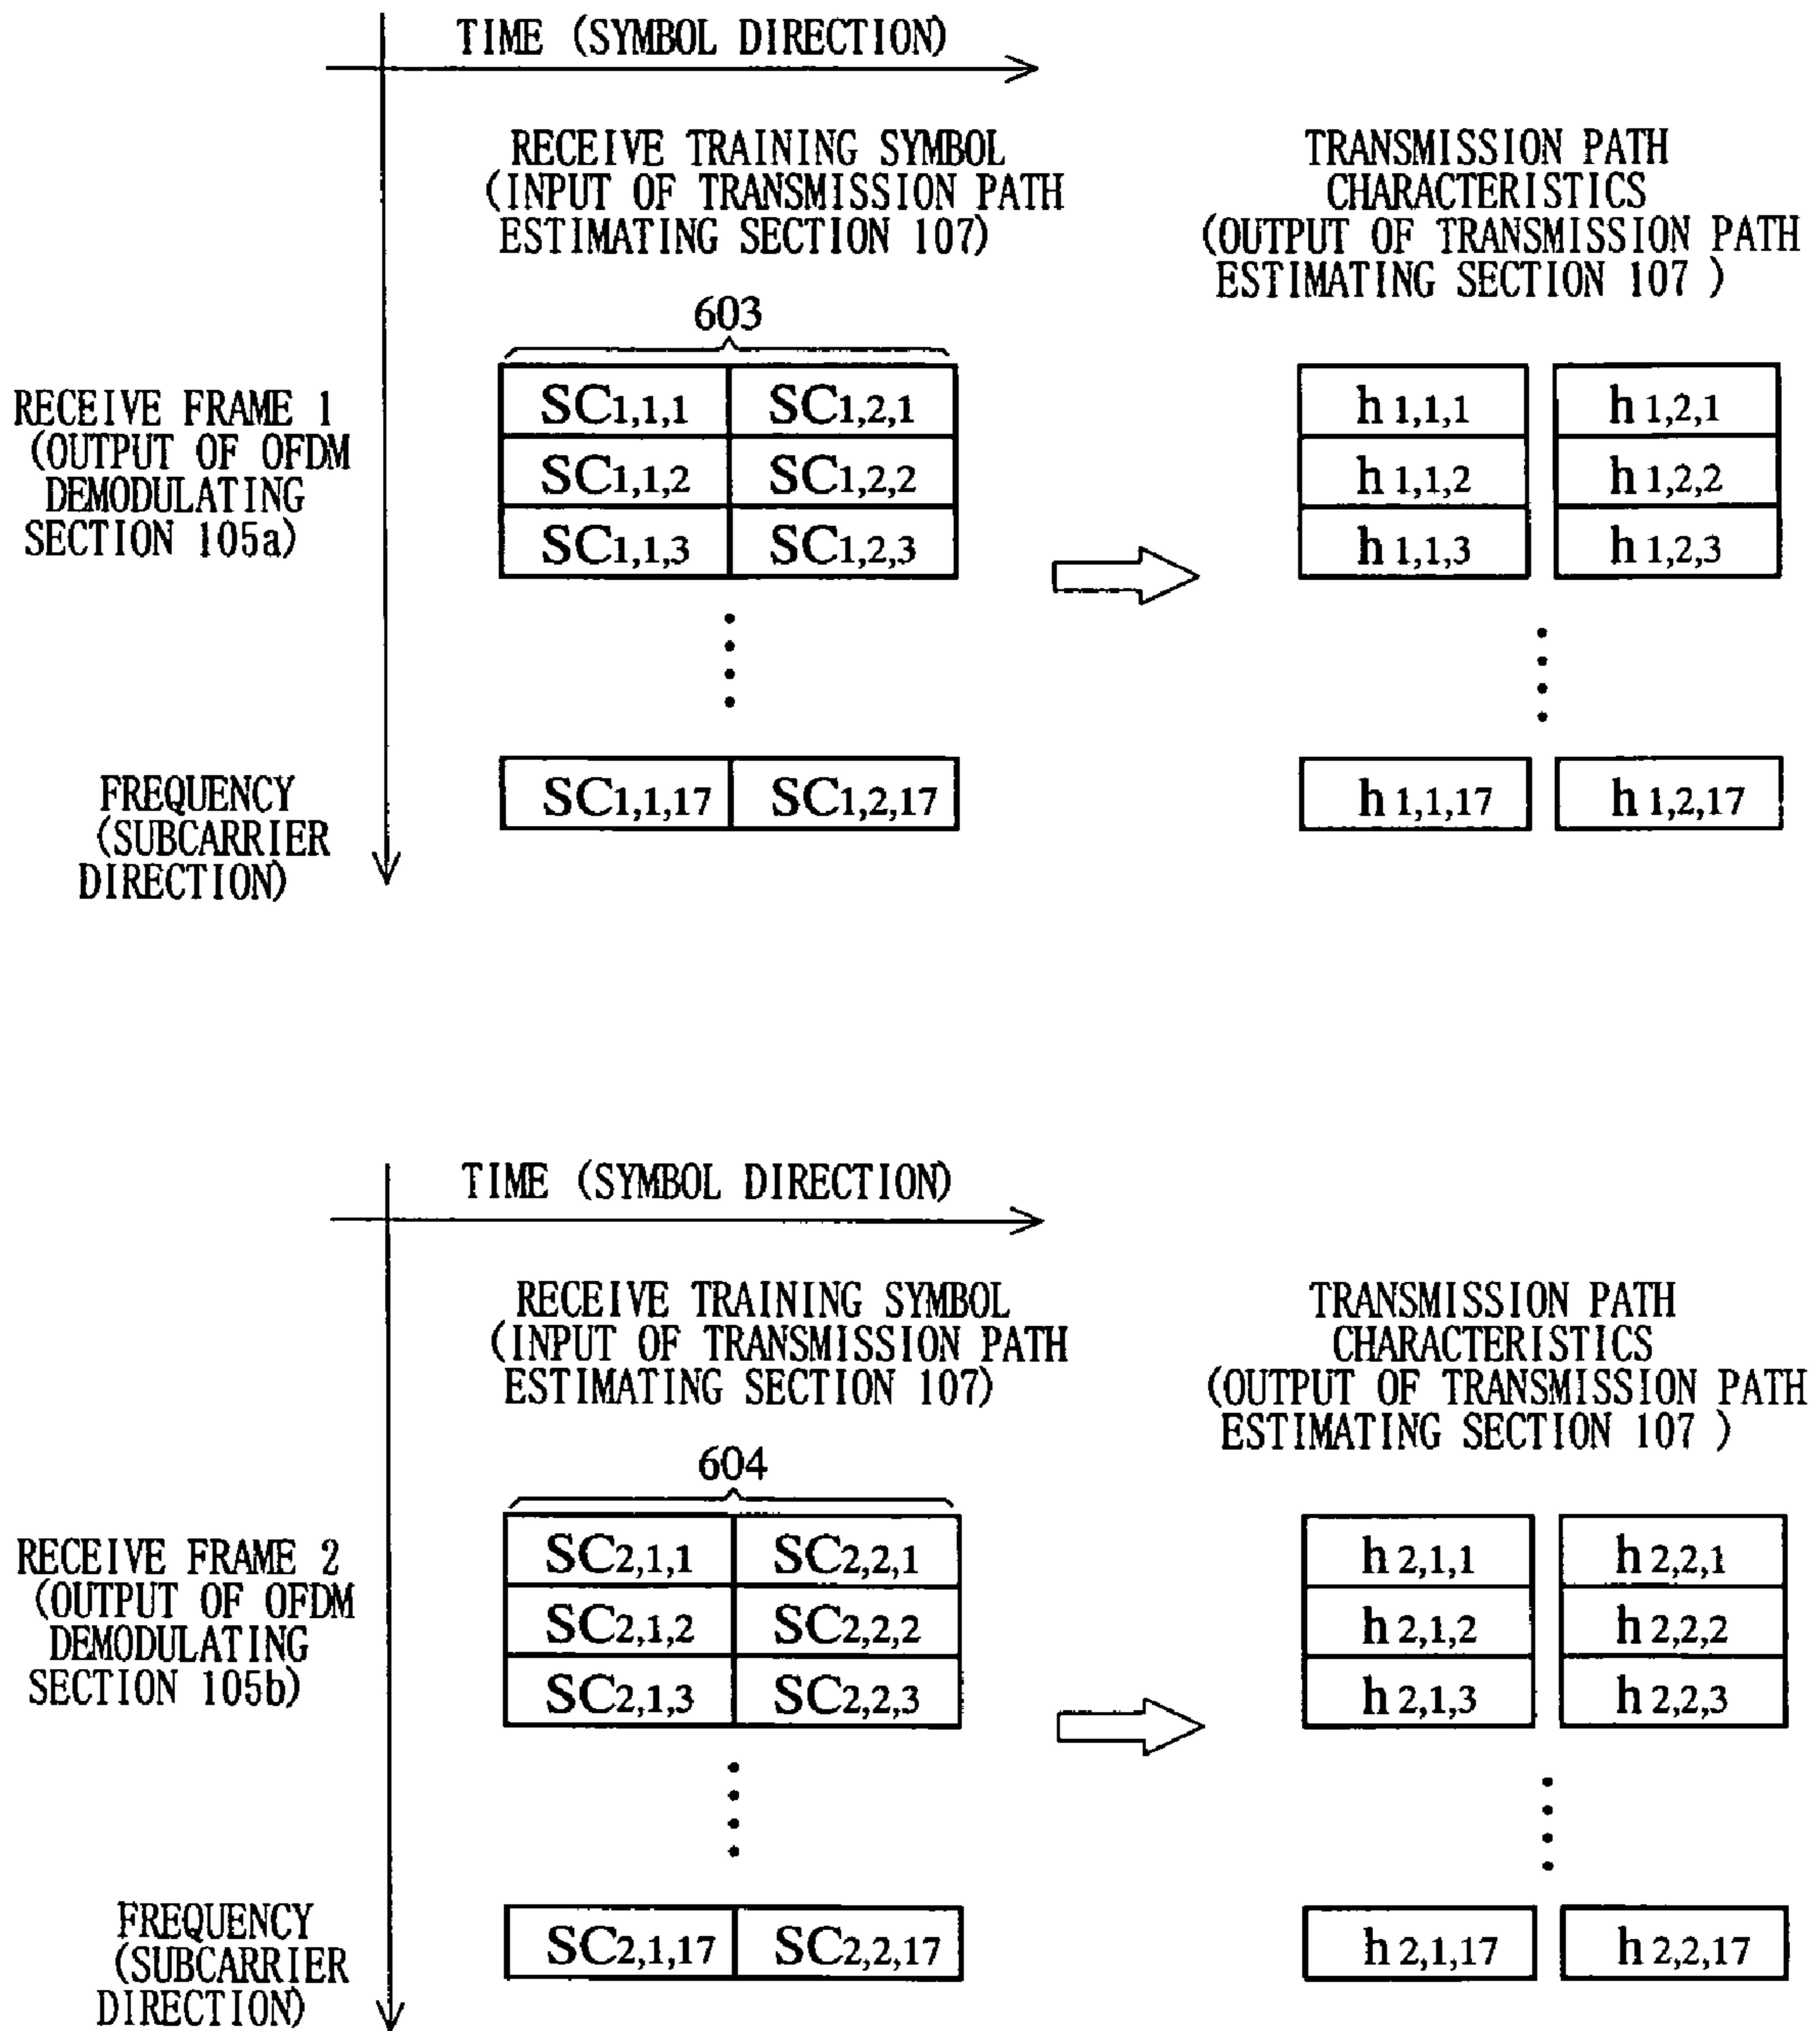 TIME (SYMBOL DIRECTION)
RECEIVE TRAINING SYMBOL
(INPUT OF TRANSMISSION PATH
ESTIMATING SECTION 107)
TRANSMISSION PATH
CHARACTERISTICS
(OUTPUT OF TRANSMISSION PATH
ESTIMATING SECTION 107 )
603
RECEIVE FRAME 1
(OUTPUT OF OFDM
DEMODULATING
SECTION 105a)
SC1,1,1 SC1,2,1 h 1,1,1 h 1,2,1
SC1,1,2 SC1,2,2 h 1,1,2 h 1,2,2
SC1,1,3 SC1,2,3 h 1,1,3 h 1,2,3
SC1,1,17 SC1,2,17 h 1,1,17 h 1,2,17
FREQUENCY
(SUBCARRIER
DIRECTION)
TIME (SYMBOL DIRECTION)
RECEIVE TRAINING SYMBOL
(INPUT OF TRANSMISSION PATH
ESTIMATING SECTION 107)
TRANSMISSION PATH
CHARACTERISTICS
(OUTPUT OF TRANSMISSION PATH
ESTIMATING SECTION 107 )
604
RECEIVE FRAME 2
(OUTPUT OF OFDM
DEMODULATING
SECTION 105b)
SC2,1,1 SC2,2,1 h 2,1,1 h 2,2,1
SC2,1,2 SC2,2,2 h 2,1,2 h 2,2,2
SC2,1,3 SC2,2,3 h 2,1,3 h 2,2,3
SC2,1,17 SC2,2,17 h 2,1,17 h 2,2,17
FREQUENCY
(SUBCARRIER
DIRECTION)